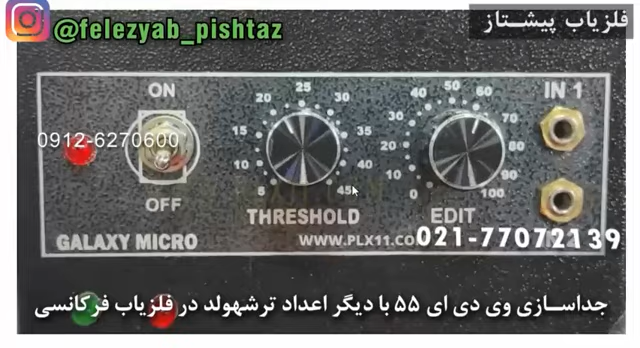 @felezyab_pishtaz
فلزیاب پیشـــتاز
ON
OFF
0912-6270600
5 10 15 20 25 30 35 40 45
THRESHOLD
0 10 20 30 40 50 60 70 80 90 100
EDIT
IN 1
GALAXY MICRO
WWW.PLX11.CO
021-77072139
جداســازی وی دی ای ۵۵ با دیگر اعداد ترشهولد در فلزیاب فرکانسی